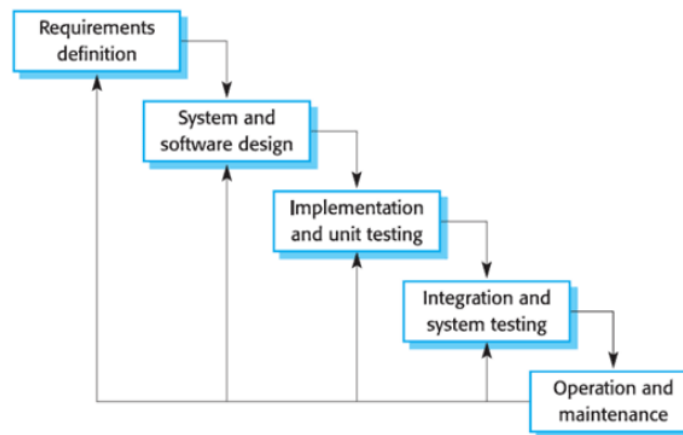 Requirements
definition
System and
software design
Implementation
and unit testing
Integration and
system testing
Operation and
maintenance